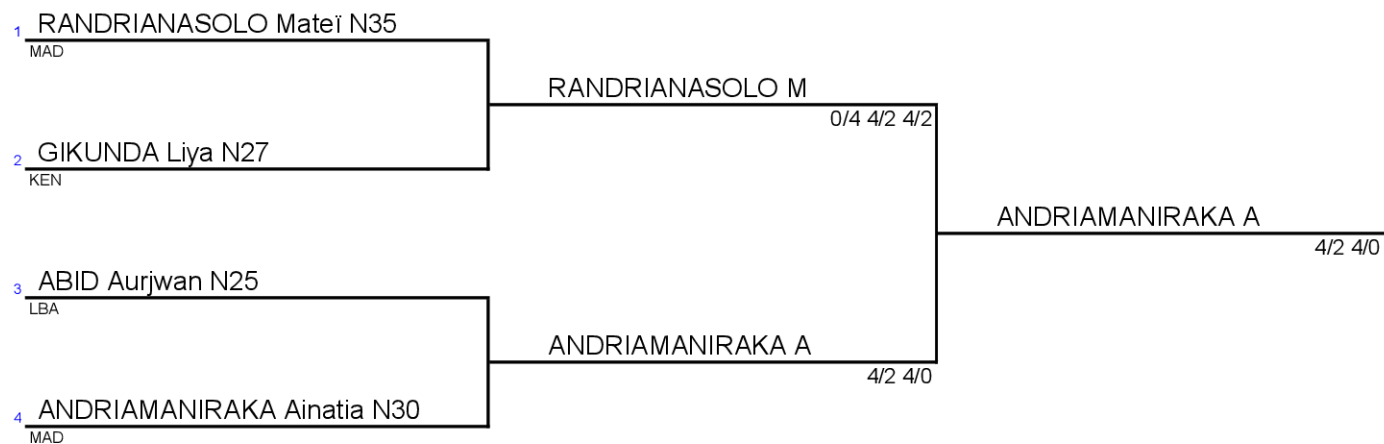 1 RANDRIANASOLO Mateï N35
MAD
RANDRIANASOLO M
0/4 4/2 4/2
2 GIKUNDA Liya N27
KEN
ANDRIAMANIRAKA A
4/2 4/0
3 ABID Aurjwan N25
LBA
ANDRIAMANIRAKA A
4/2 4/0
4 ANDRIAMANIRAKA Ainatia N30
MAD